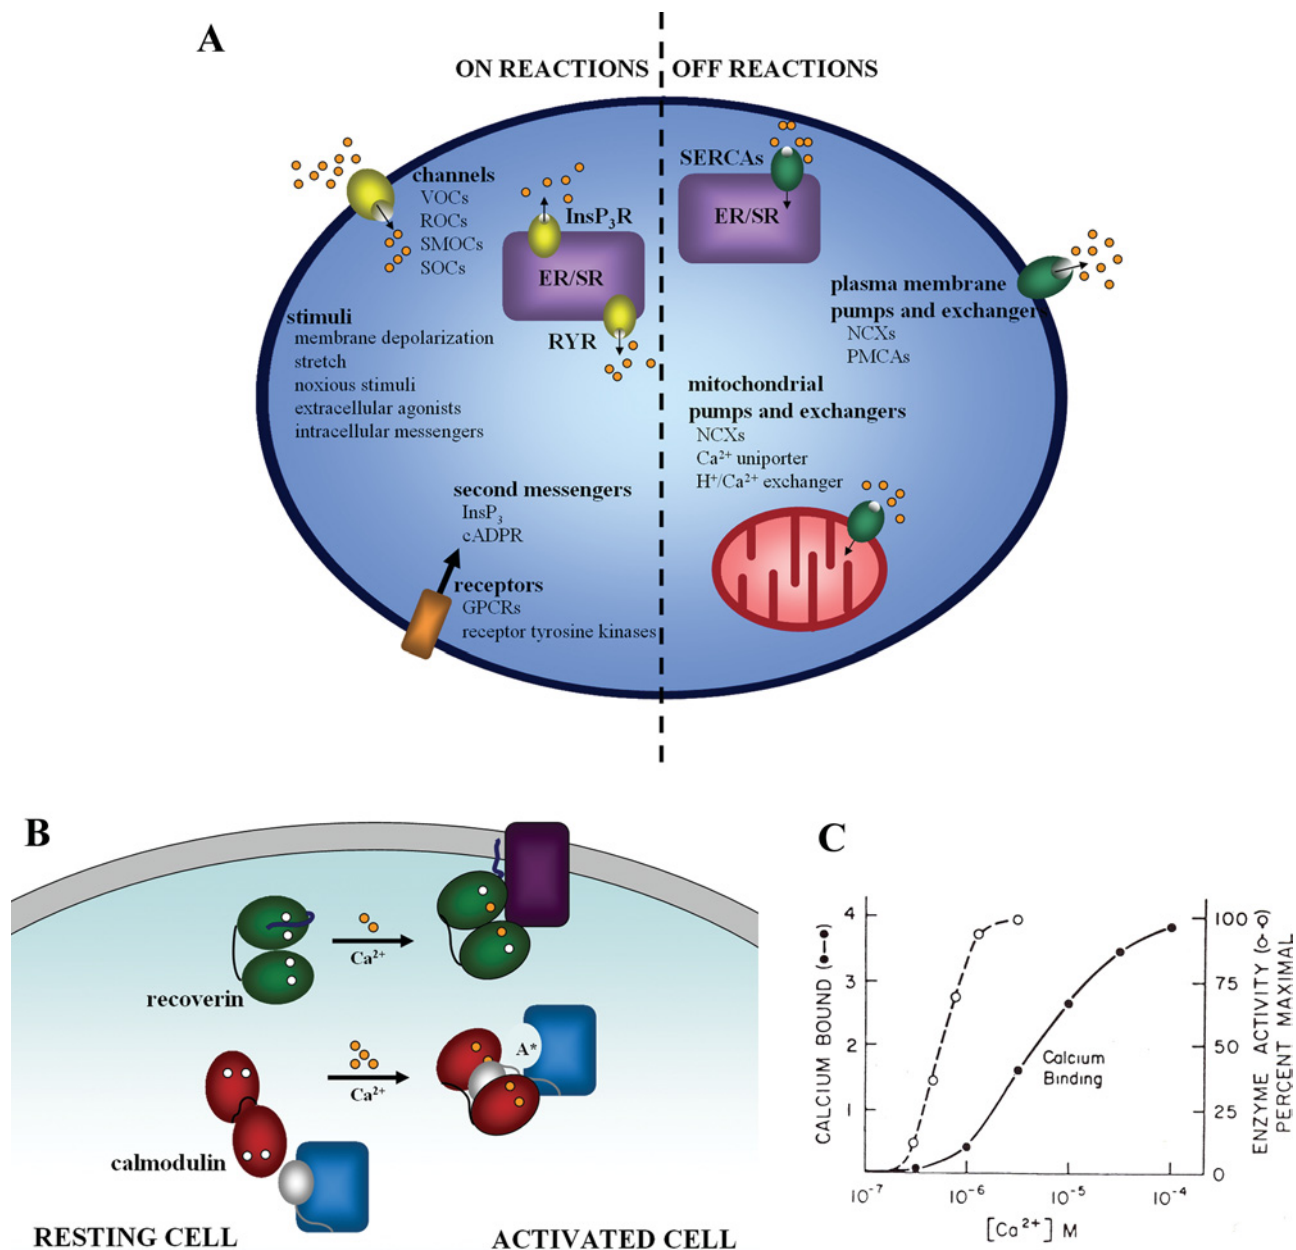 A
ON REACTIONS
OFF REACTIONS
channels
VOCs
ROCs
SMOCs
SOCs
InsP₃R
ER/SR
RYR
stimuli
membrane depolarization
stretch
noxious stimuli
extracellular agonists
intracellular messengers
second messengers
InsP₃
cADPR
receptors
GPCRs
receptor tyrosine kinases
SERCAs
ER/SR
plasma membrane
pumps and exchangers
NCXs
PMCAs
mitochondrial
pumps and exchangers
NCXs
Ca²⁺ uniporter
H⁺/Ca²⁺ exchanger
B
recoverin
Ca²⁺
calmodulin
Ca²⁺
A*
RESTING CELL
ACTIVATED CELL
C
CALCIUM BOUND (●–●)
4
3
2
1
Calcium
Binding
100
75
50
25
0
ENZYME ACTIVITY (o-o)
PERCENT MAXIMAL
10⁻⁷
10⁻⁶
10⁻⁵
10⁻⁴
[Ca²⁺] M